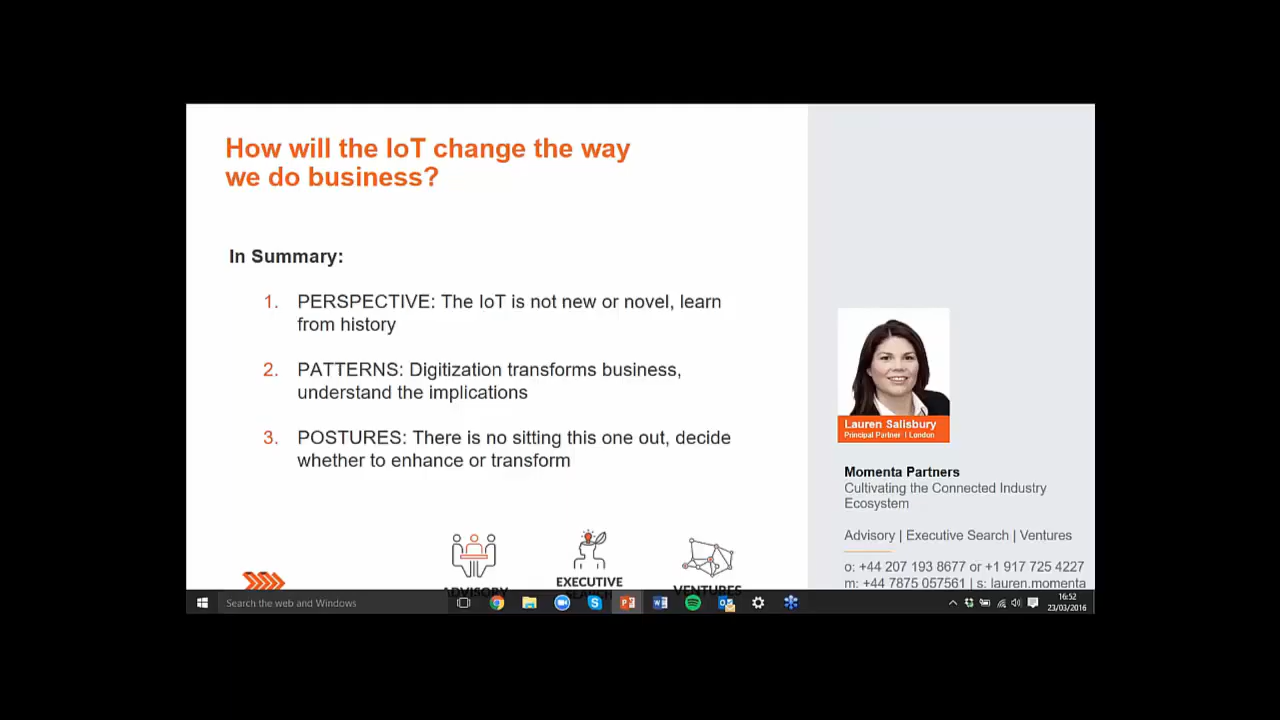 How will the IoT change the way
we do business?
In Summary:
1. PERSPECTIVE: The IoT is not new or novel, learn
from history
2. PATTERNS: Digitization transforms business,
understand the implications
3. POSTURES: There is no sitting this one out, decide
whether to enhance or transform
ADVISORY
EXECUTIVE
SEARCH
VENTURES
Lauren Salisbury
Principal Partner | London
Momenta Partners
Cultivating the Connected Industry
Ecosystem
Advisory | Executive Search | Ventures
o: +44 207 193 8677 or +1 917 725 4227
m: +44 7875 057561 | s: lauren.momenta
Search the web and Windows
16:52
23/03/2016